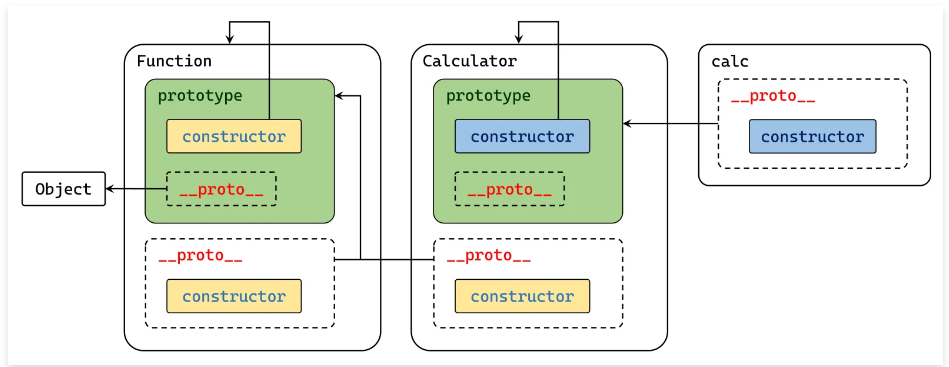 Function
prototype
constructor
__proto__
__proto__
constructor
Object
Calculator
prototype
constructor
__proto__
__proto__
constructor
calc
__proto__
constructor